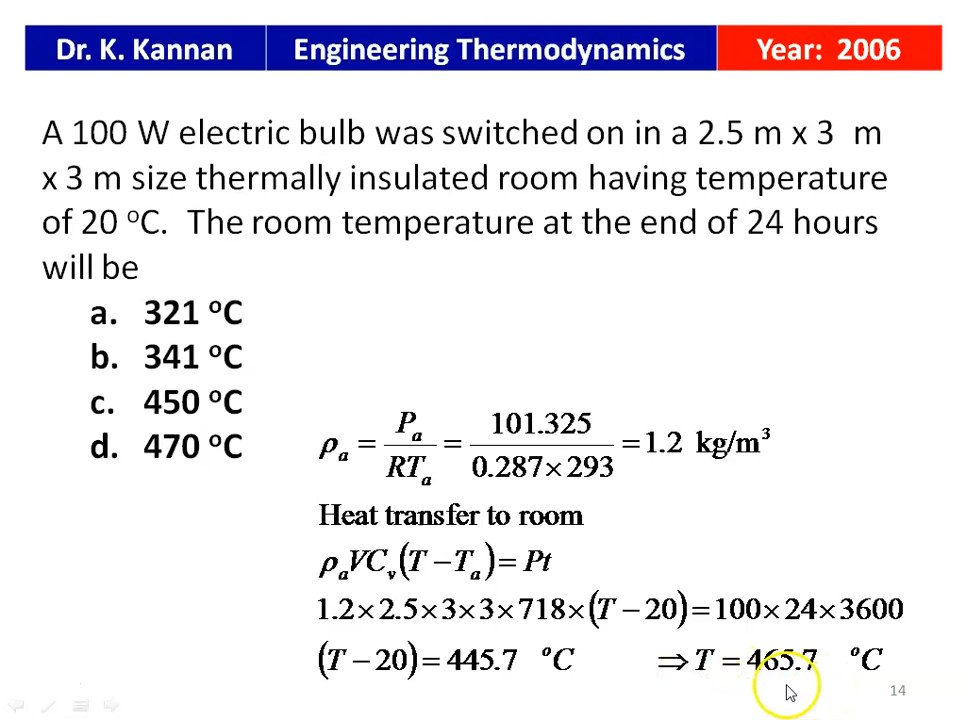 Dr. K. Kannan Engineering Thermodynamics Year: 2006
A 100 W electric bulb was switched on in a 2.5 m x 3 m
x 3 m size thermally insulated room having temperature
of 20 °C. The room temperature at the end of 24 hours
will be
a. 321 °C
b. 341 °C
c. 450 °C
d. 470 °C
ρₐ = Pₐ/RTₐ = 101.325/0.287×293 = 1.2 kg/m³
Heat transfer to room
ρₐVCᵥ(T − Tₐ) = Pt
1.2×2.5×3×3×718×(T − 20) = 100×24×3600
(T − 20) = 445.7 °C ⇒ T = 465.7 °C
14